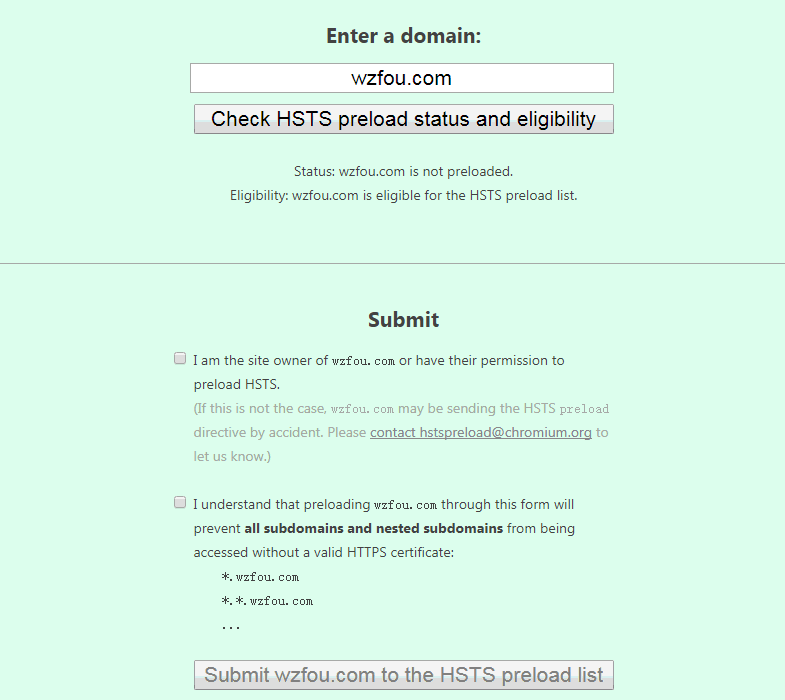 Enter a domain:
wzfou.com
Check HSTS preload status and eligibility
Status: wzfou.com is not preloaded.
Eligibility: wzfou.com is eligible for the HSTS preload list.
Submit
I am the site owner of wzfou.com or have their permission to
preload HSTS.
(If this is not the case, wzfou.com may be sending the HSTS preload
directive by accident. Please contact hstspreload@chromium.org to
let us know.)
I understand that preloading wzfou.com through this form will
prevent all subdomains and nested subdomains from being
accessed without a valid HTTPS certificate:
*.wzfou.com
*.*.wzfou.com
...
Submit wzfou.com to the HSTS preload list